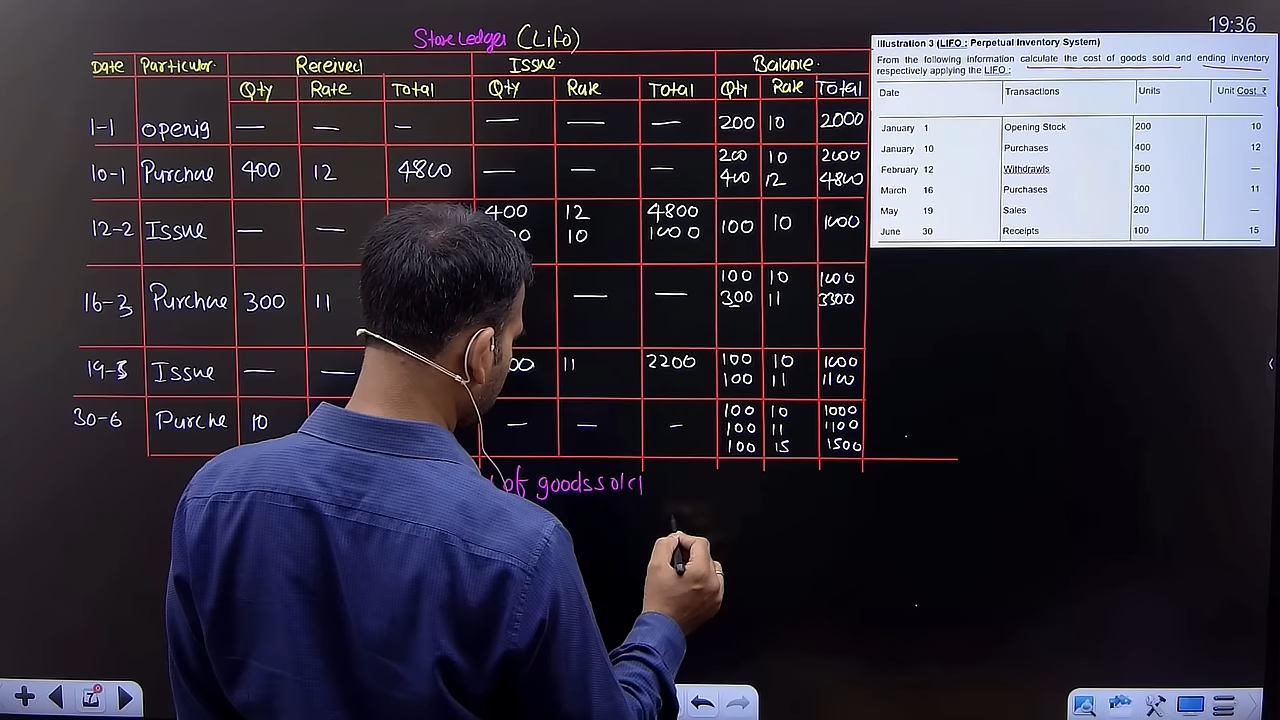 19:36
Store Ledger (Lifo)
Date Particular Received Issue Balance
Qty Rate Total Qty Rate Total Qty Rate Total
1-1 openig — — — — — — 200 10 2000
10-1 Purchae 400 12 4800 — — — 200 10 2000
400 12 4800
12-2 Issue — — 400 12 4800 100 10 1000
10 1000
16-3 Purchae 300 11 — — 100 10 1000
300 11 3300
19-5 Issue — — 11 2200 100 10 1000
100 11 1100
30-6 Purche 10 — — - 100 10 1000
100 11 1100
100 15 1500
of goods sold
Illustration 3 (LIFO : Perpetual Inventory System)
From the following information calculate the cost of goods sold and ending inventory
respectively applying the LIFO :
Date Transactions Units Unit Cost ₹
January 1 Opening Stock 200 10
January 10 Purchases 400 12
February 12 Withdrawls 500 —
March 16 Purchases 300 11
May 19 Sales 200 —
June 30 Receipts 100 15
7